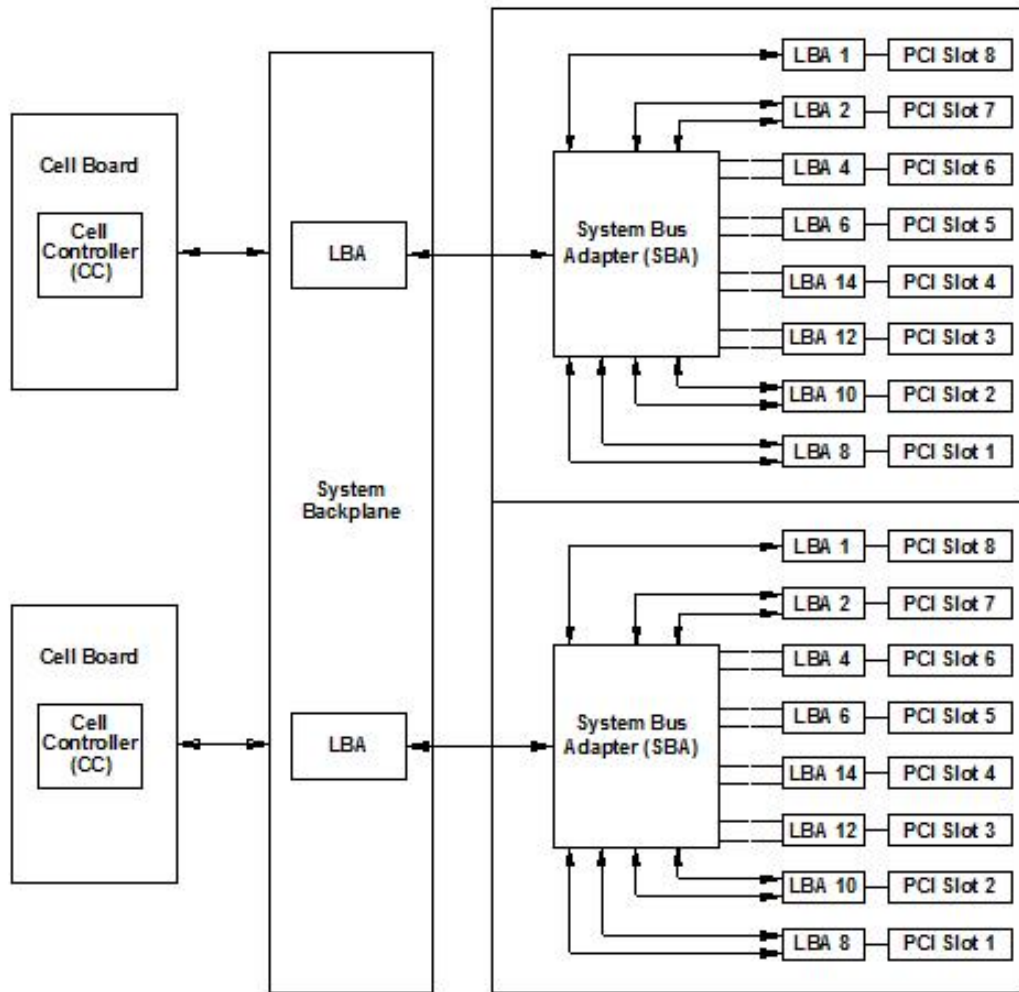 Cell Board
Cell
Controller
(CC)
LBA
System
Backplane
Cell Board
Cell
Controller
(CC)
LBA
System Bus
Adapter (SBA)
LBA 1 PCI Slot 8
LBA 2 PCI Slot 7
LBA 4 PCI Slot 6
LBA 6 PCI Slot 5
LBA 14 PCI Slot 4
LBA 12 PCI Slot 3
LBA 10 PCI Slot 2
LBA 8 PCI Slot 1
System Bus
Adapter (SBA)
LBA 1 PCI Slot 8
LBA 2 PCI Slot 7
LBA 4 PCI Slot 6
LBA 6 PCI Slot 5
LBA 14 PCI Slot 4
LBA 12 PCI Slot 3
LBA 10 PCI Slot 2
LBA 8 PCI Slot 1